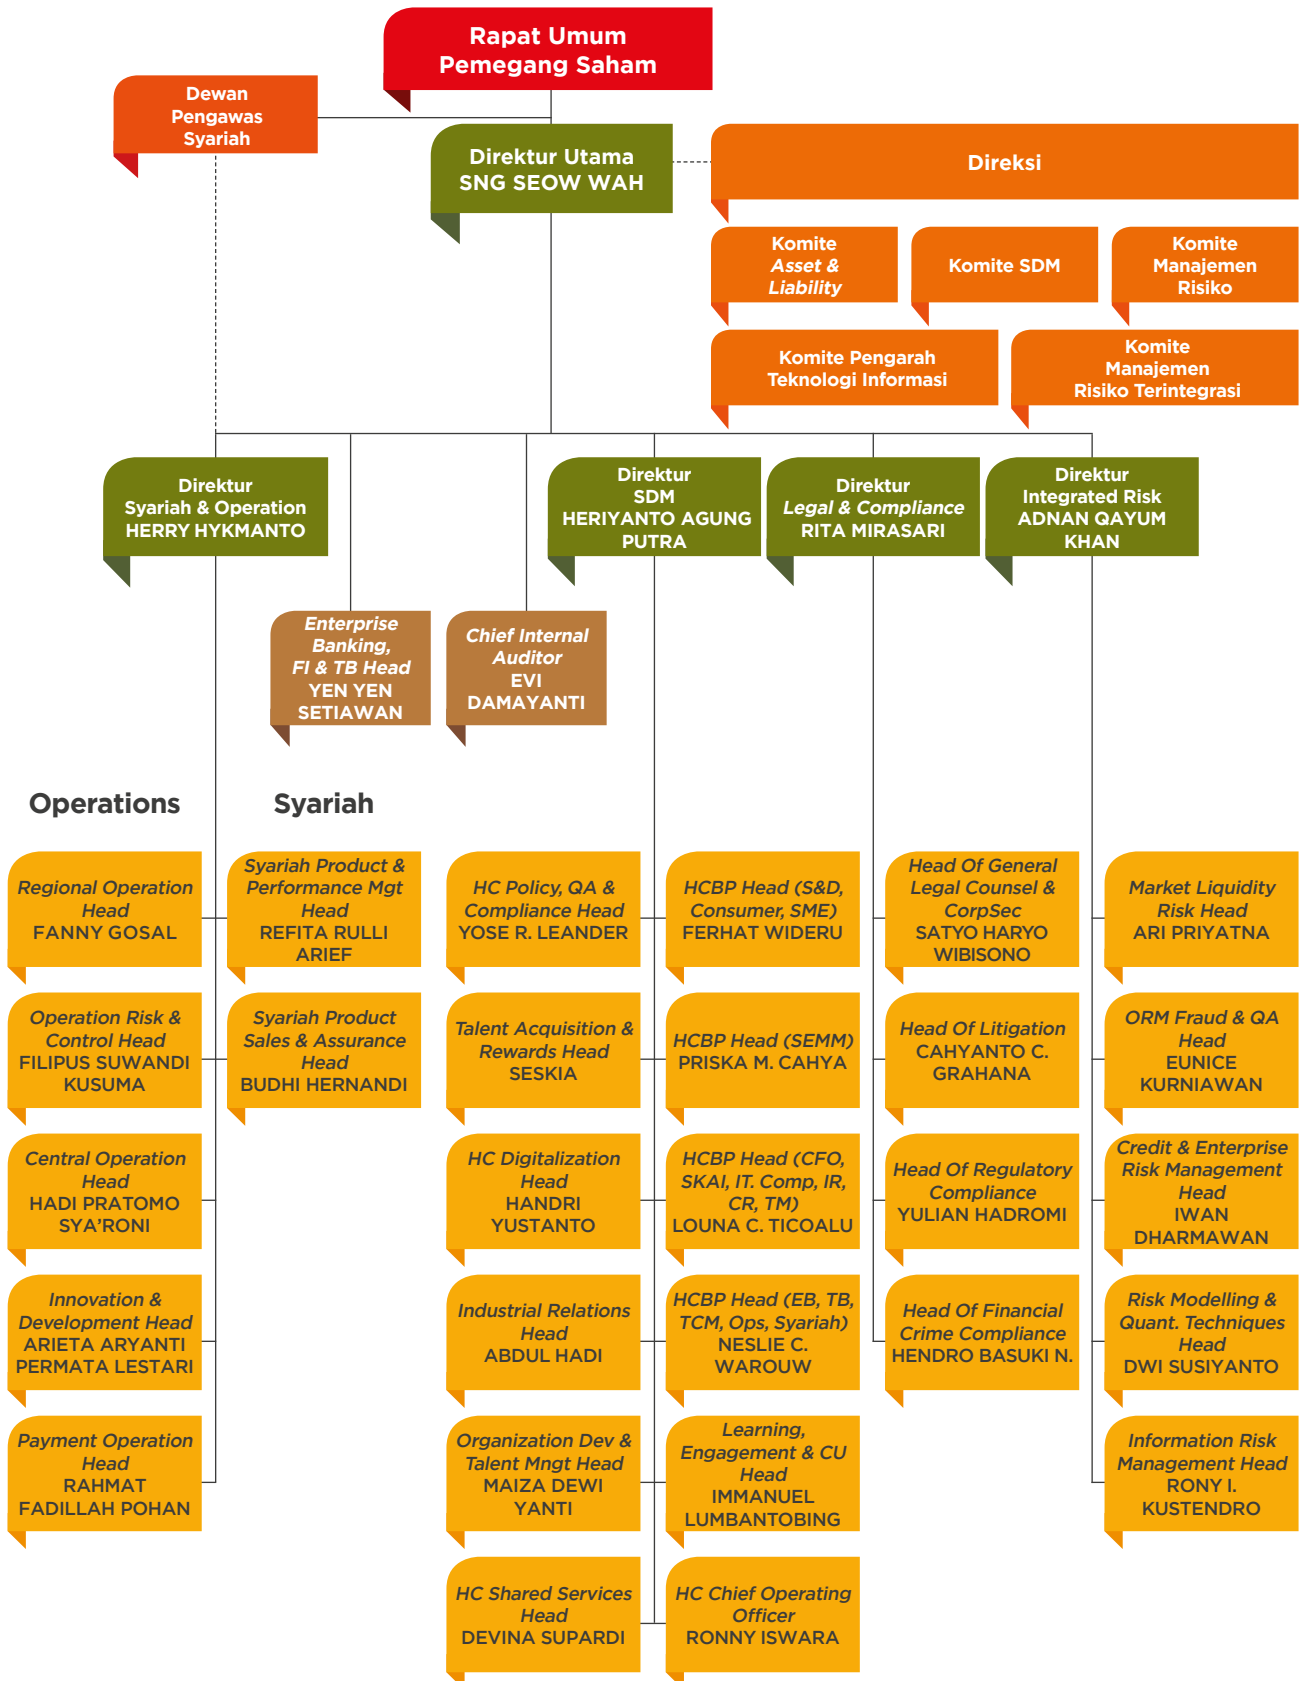 Rapat Umum
Pemegang Saham
Dewan
Pengawas
Syariah
Direktur Utama
SNG SEOW WAH
Direksi
Komite
Asset &
Liability
Komite SDM
Komite
Manajemen
Risiko
Komite Pengarah
Teknologi Informasi
Komite
Manajemen
Risiko Terintegrasi
Direktur
Syariah & Operation
HERRY HYKMANTO
Direktur
SDM
HERIYANTO AGUNG
PUTRA
Direktur
Legal & Compliance
RITA MIRASARI
Direktur
Integrated Risk
ADNAN QAYUM
KHAN
Enterprise
Banking,
FI & TB Head
YEN YEN
SETIAWAN
Chief Internal
Auditor
EVI
DAMAYANTI
Operations
Syariah
Regional Operation
Head
FANNY GOSAL
Syariah Product &
Performance Mgt
Head
REFITA RULLI
ARIEF
HC Policy, QA &
Compliance Head
YOSE R. LEANDER
HCBP Head (S&D,
Consumer, SME)
FERHAT WIDERU
Head Of General
Legal Counsel &
CorpSec
SATYO HARYO
WIBISONO
Market Liquidity
Risk Head
ARI PRIYATNA
Operation Risk &
Control Head
FILIPUS SUWANDI
KUSUMA
Syariah Product
Sales & Assurance
Head
BUDHI HERNANDI
Talent Acquisition &
Rewards Head
SESKIA
HCBP Head (SEMM)
PRISKA M. CAHYA
Head Of Litigation
CAHYANTO C.
GRAHANA
ORM Fraud & QA
Head
EUNICE
KURNIAWAN
Central Operation
Head
HADI PRATOMO
SYA’RONI
HC Digitalization
Head
HANDRI
YUSTANTO
HCBP Head (CFO,
SKAI, IT. Comp, IR,
CR, TM)
LOUNA C. TICOALU
Head Of Regulatory
Compliance
YULIAN HADROMI
Credit & Enterprise
Risk Management
Head
IWAN
DHARMAWAN
Innovation &
Development Head
ARIETA ARYANTI
PERMATA LESTARI
Industrial Relations
Head
ABDUL HADI
HCBP Head (EB, TB,
TCM, Ops, Syariah)
NESLIE C.
WAROUW
Head Of Financial
Crime Compliance
HENDRO BASUKI N.
Risk Modelling &
Quant. Techniques
Head
DWI SUSIYANTO
Payment Operation
Head
RAHMAT
FADILLAH POHAN
Organization Dev &
Talent Mngt Head
MAIZA DEWI
YANTI
Learning,
Engagement & CU
Head
IMMANUEL
LUMBANTOBING
Information Risk
Management Head
RONY I.
KUSTENDRO
HC Shared Services
Head
DEVINA SUPARDI
HC Chief Operating
Officer
RONNY ISWARA